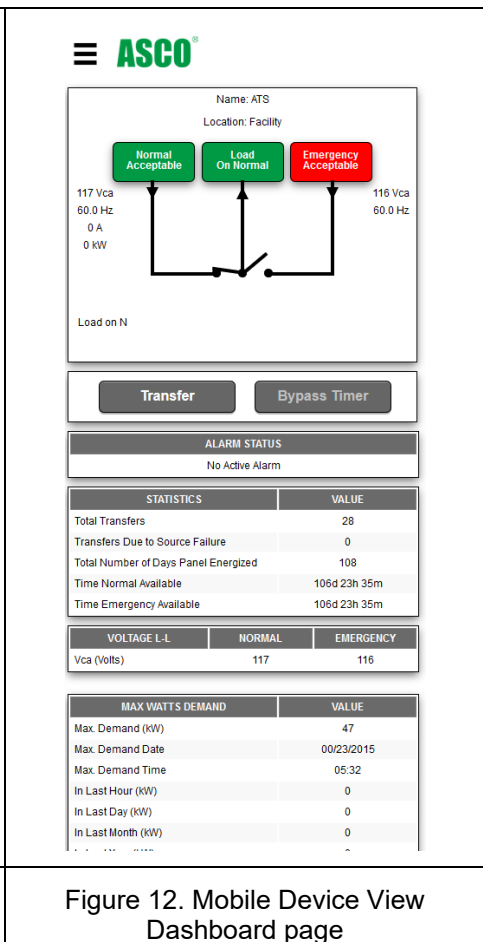 ASCO®
Name: ATS
Location: Facility
Normal Acceptable
Load On Normal
Emergency Acceptable
117 Vca
60.0 Hz
0 A
0 kW
116 Vca
60.0 Hz
Load on N
Transfer Bypass Timer
ALARM STATUS
No Active Alarm
STATISTICS VALUE
Total Transfers 28
Transfers Due to Source Failure 0
Total Number of Days Panel Energized 108
Time Normal Available 106d 23h 35m
Time Emergency Available 106d 23h 35m
VOLTAGE L-L NORMAL EMERGENCY
Vca (Volts) 117 116
MAX WATTS DEMAND VALUE
Max. Demand (kW) 47
Max. Demand Date 00/23/2015
Max. Demand Time 05:32
In Last Hour (kW) 0
In Last Day (kW) 0
In Last Month (kW) 0
Figure 12. Mobile Device View
Dashboard page